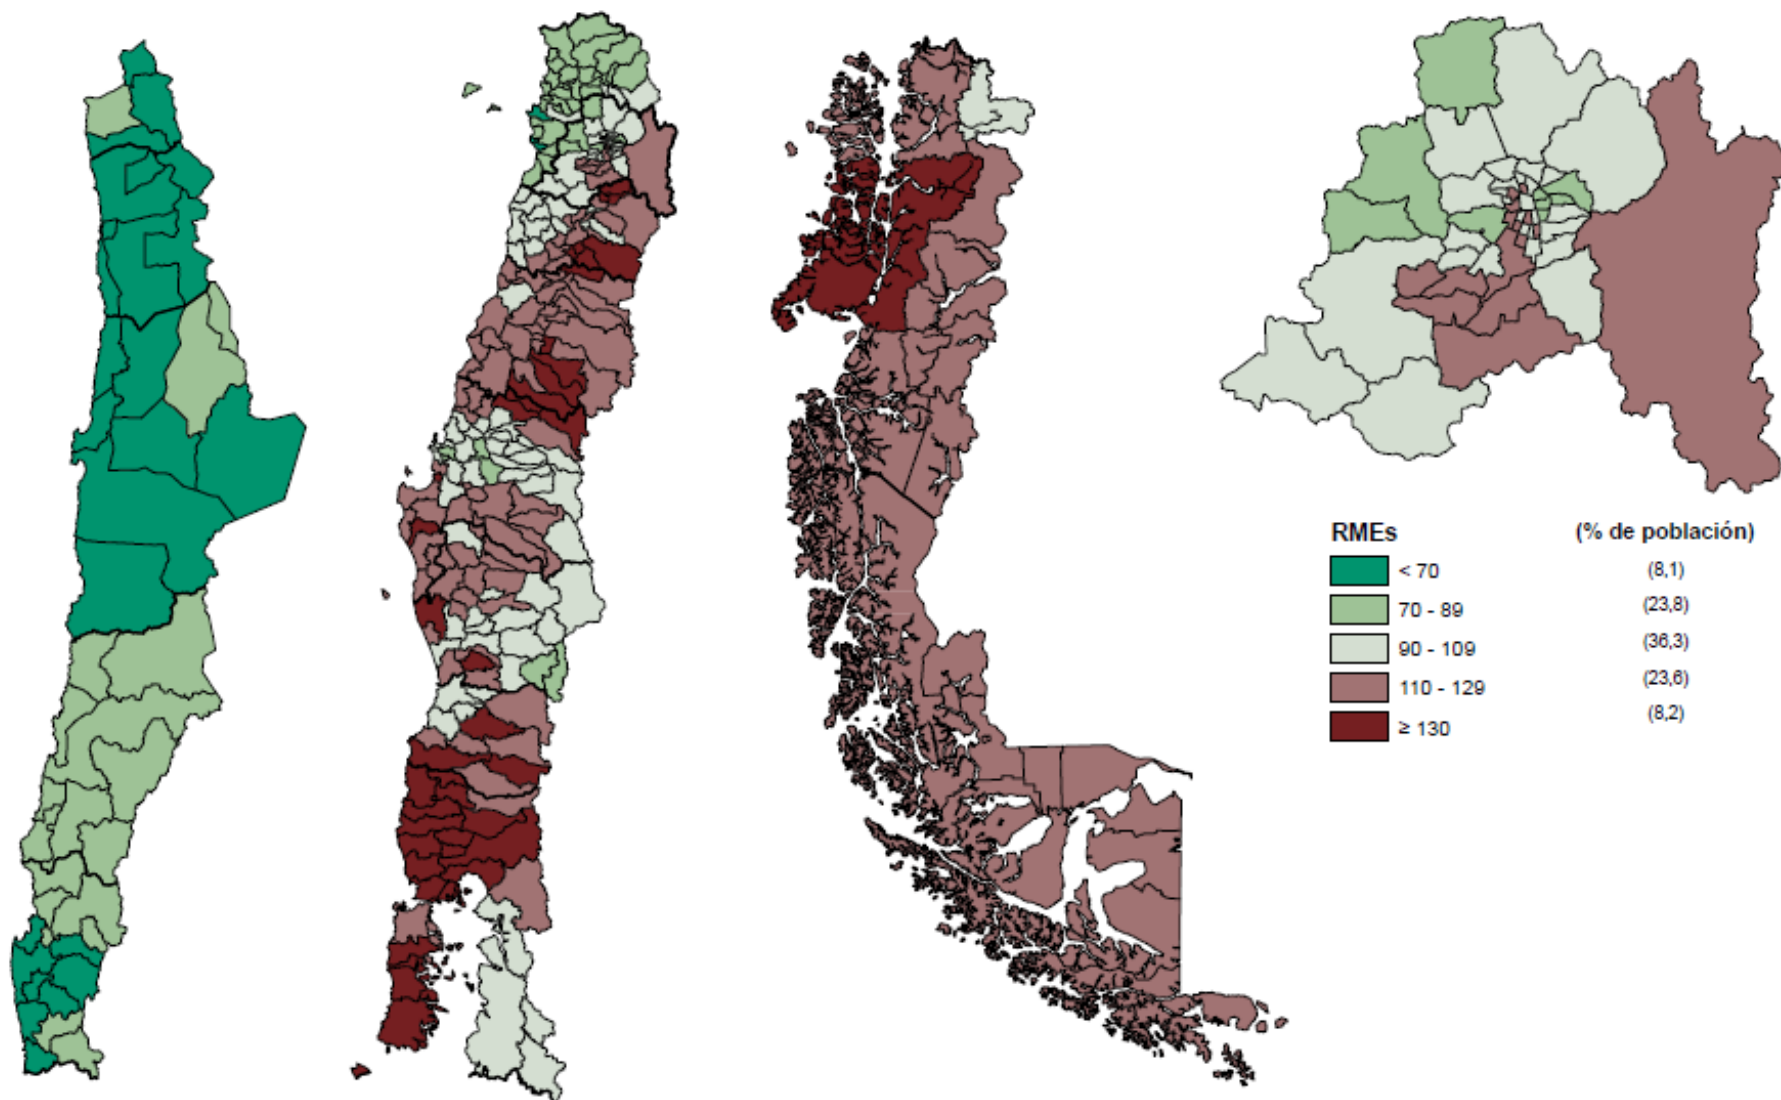 RMEs (% de población)
< 70 (8,1)
70 - 89 (23,8)
90 - 109 (36,3)
110 - 129 (23,6)
≥ 130 (8,2)